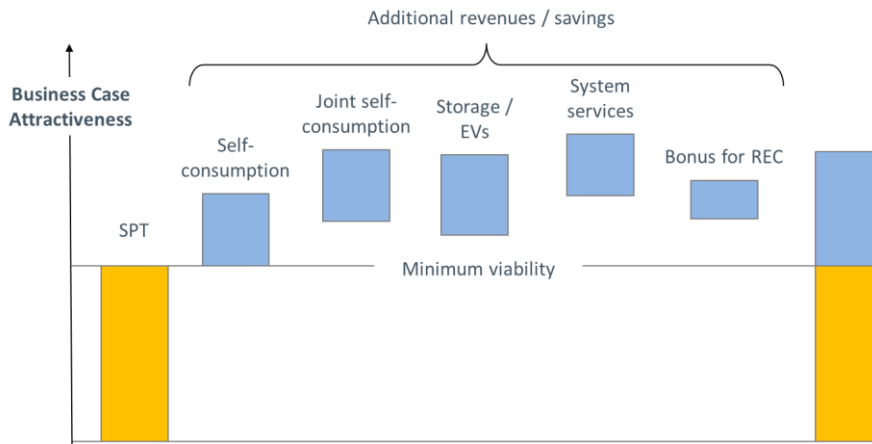 Additional revenues / savings
Business Case
Attractiveness
SPT
Self-
consumption
Joint self-
consumption
Storage /
EVs
System
services
Bonus for REC
Minimum viability